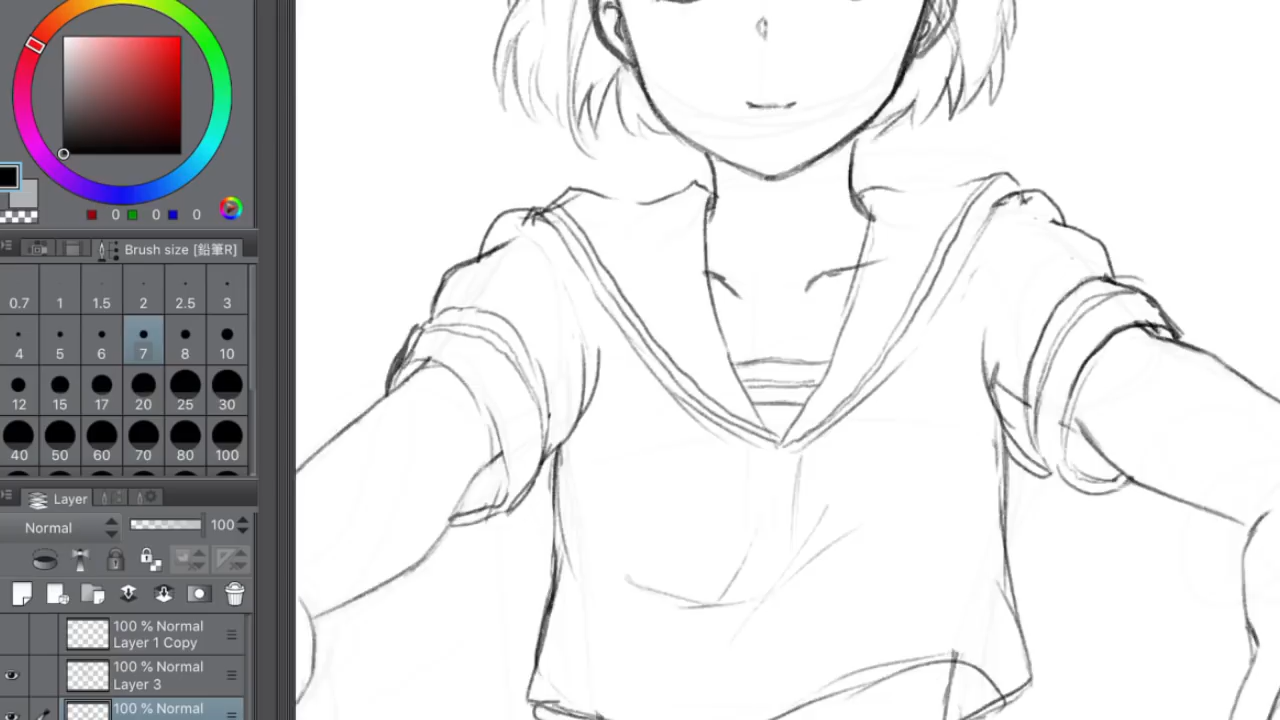 0 0 0
Brush size [鉛筆R]
0.7 1 1.5 2 2.5 3
4 5 6 7 8 10
12 15 17 20 25 30
40 50 60 70 80 100
Layer
Normal 100
100 % Normal
Layer 1 Copy
100 % Normal
Layer 3
100 % Normal